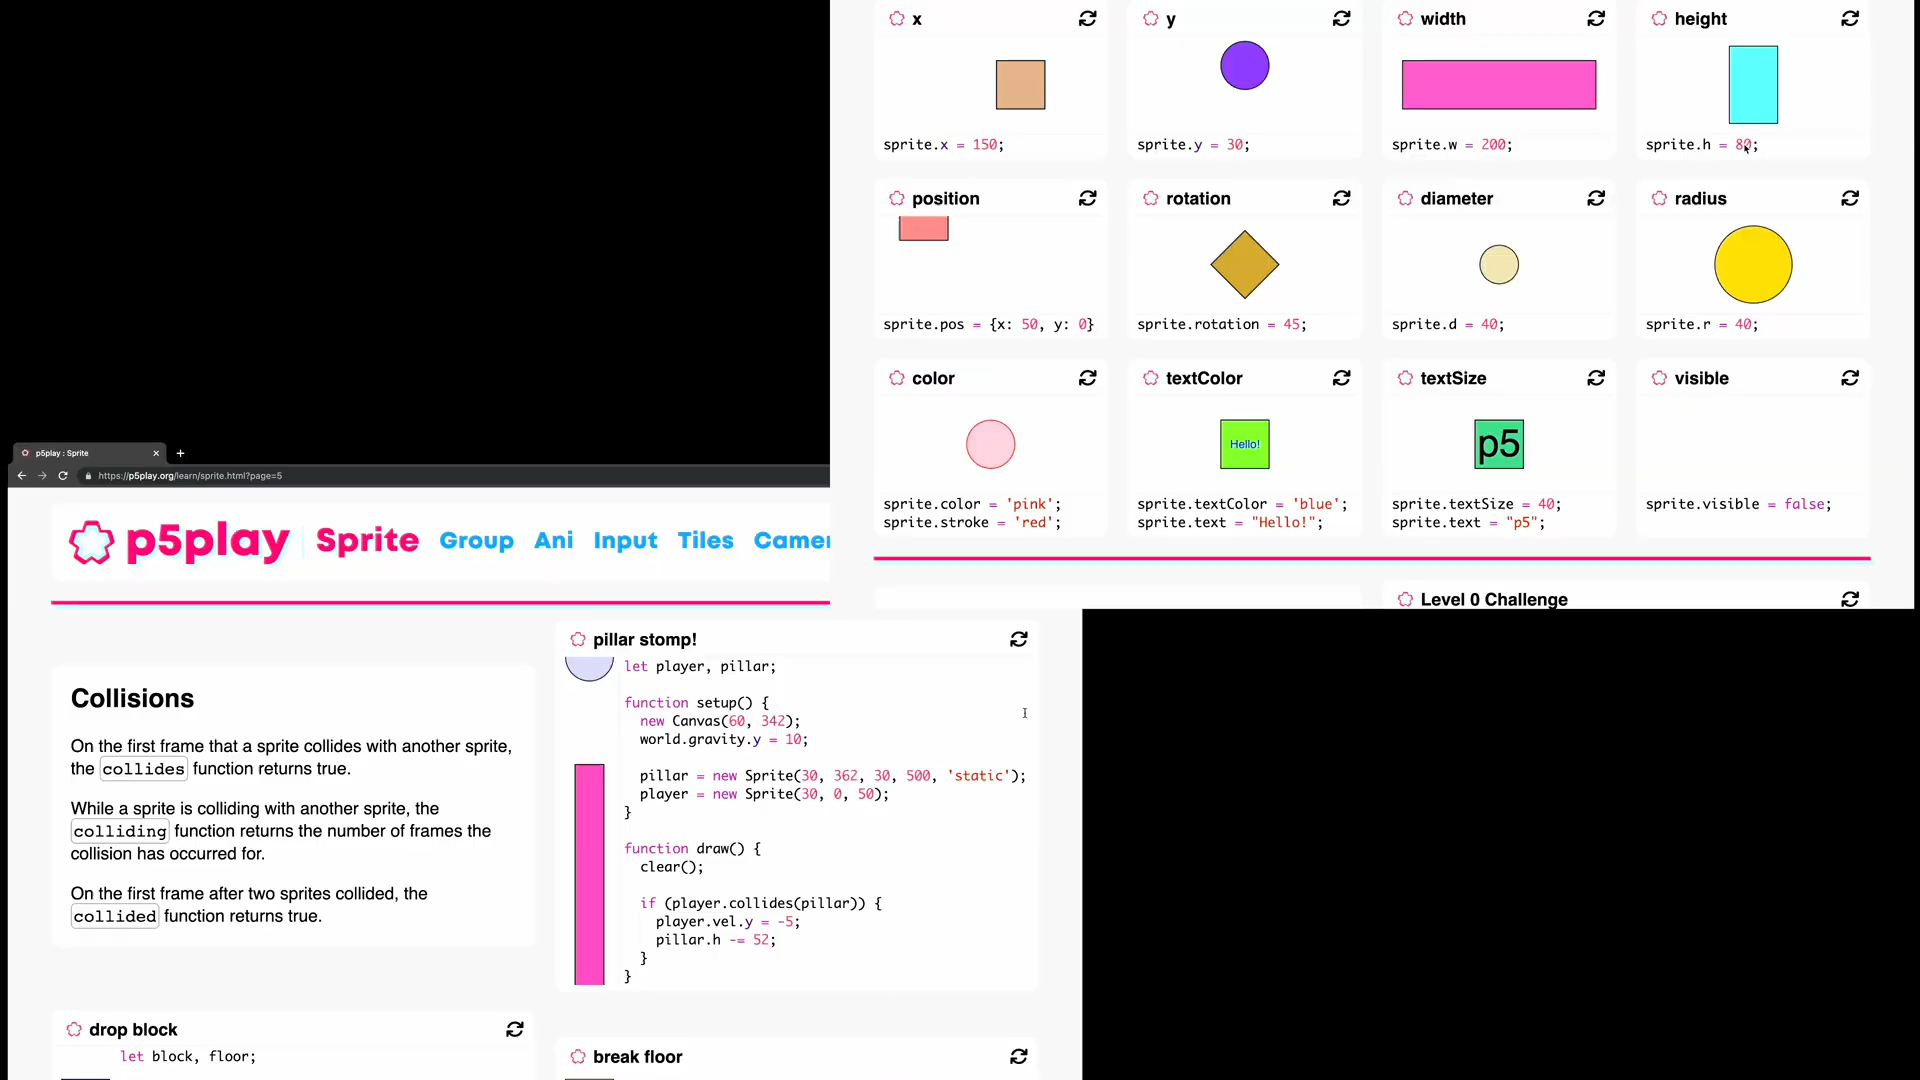 x
y
width
height
sprite.x = 150;
sprite.y = 30;
sprite.w = 200;
sprite.h = 80;
position
rotation
diameter
radius
sprite.pos = {x: 50, y: 0}
sprite.rotation = 45;
sprite.d = 40;
sprite.r = 40;
color
textColor
textSize
visible
Hello!
p5
sprite.color = 'pink';
sprite.stroke = 'red';
sprite.textColor = 'blue';
sprite.text = "Hello!";
sprite.textSize = 40;
sprite.text = "p5";
sprite.visible = false;
Level 0 Challenge
p5play : Sprite
https://p5play.org/learn/sprite.html?page=5
p5play Sprite Group Ani Input Tiles Camer
Collisions
On the first frame that a sprite collides with another sprite,
the collides function returns true.
While a sprite is colliding with another sprite, the
colliding function returns the number of frames the
collision has occurred for.
On the first frame after two sprites collided, the
collided function returns true.
pillar stomp!
let player, pillar;
function setup() {
new Canvas(60, 342);
world.gravity.y = 10;
pillar = new Sprite(30, 362, 30, 500, 'static');
player = new Sprite(30, 0, 50);
}
function draw() {
clear();
if (player.collides(pillar)) {
player.vel.y = -5;
pillar.h -= 52;
}
}
drop block
let block, floor;
break floor